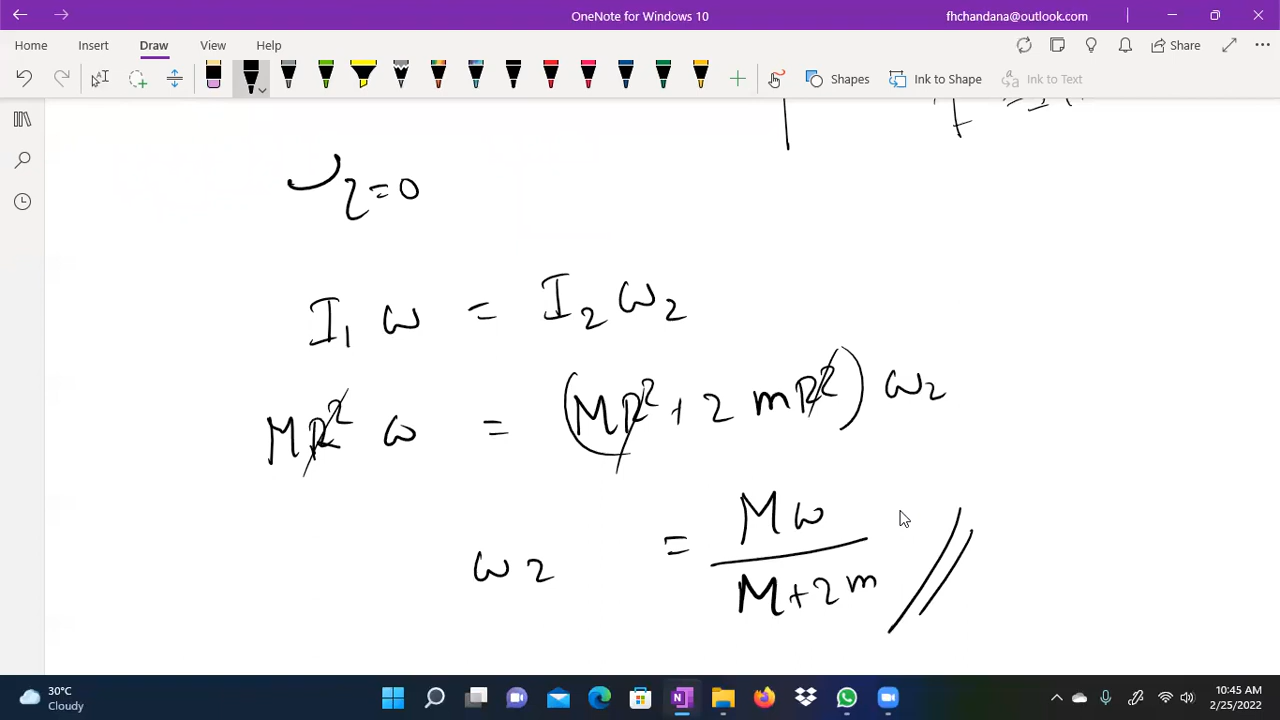 OneNote for Windows 10
fhchandana@outlook.com
Home Insert Draw View Help
Share
Shapes Ink to Shape Ink to Text
τ=0
I₁ ω = I₂ ω₂
MR² ω = (MR² + 2 mR²) ω₂
ω₂ = Mω / M+2m
30°C
Cloudy
10:45 AM
2/25/2022